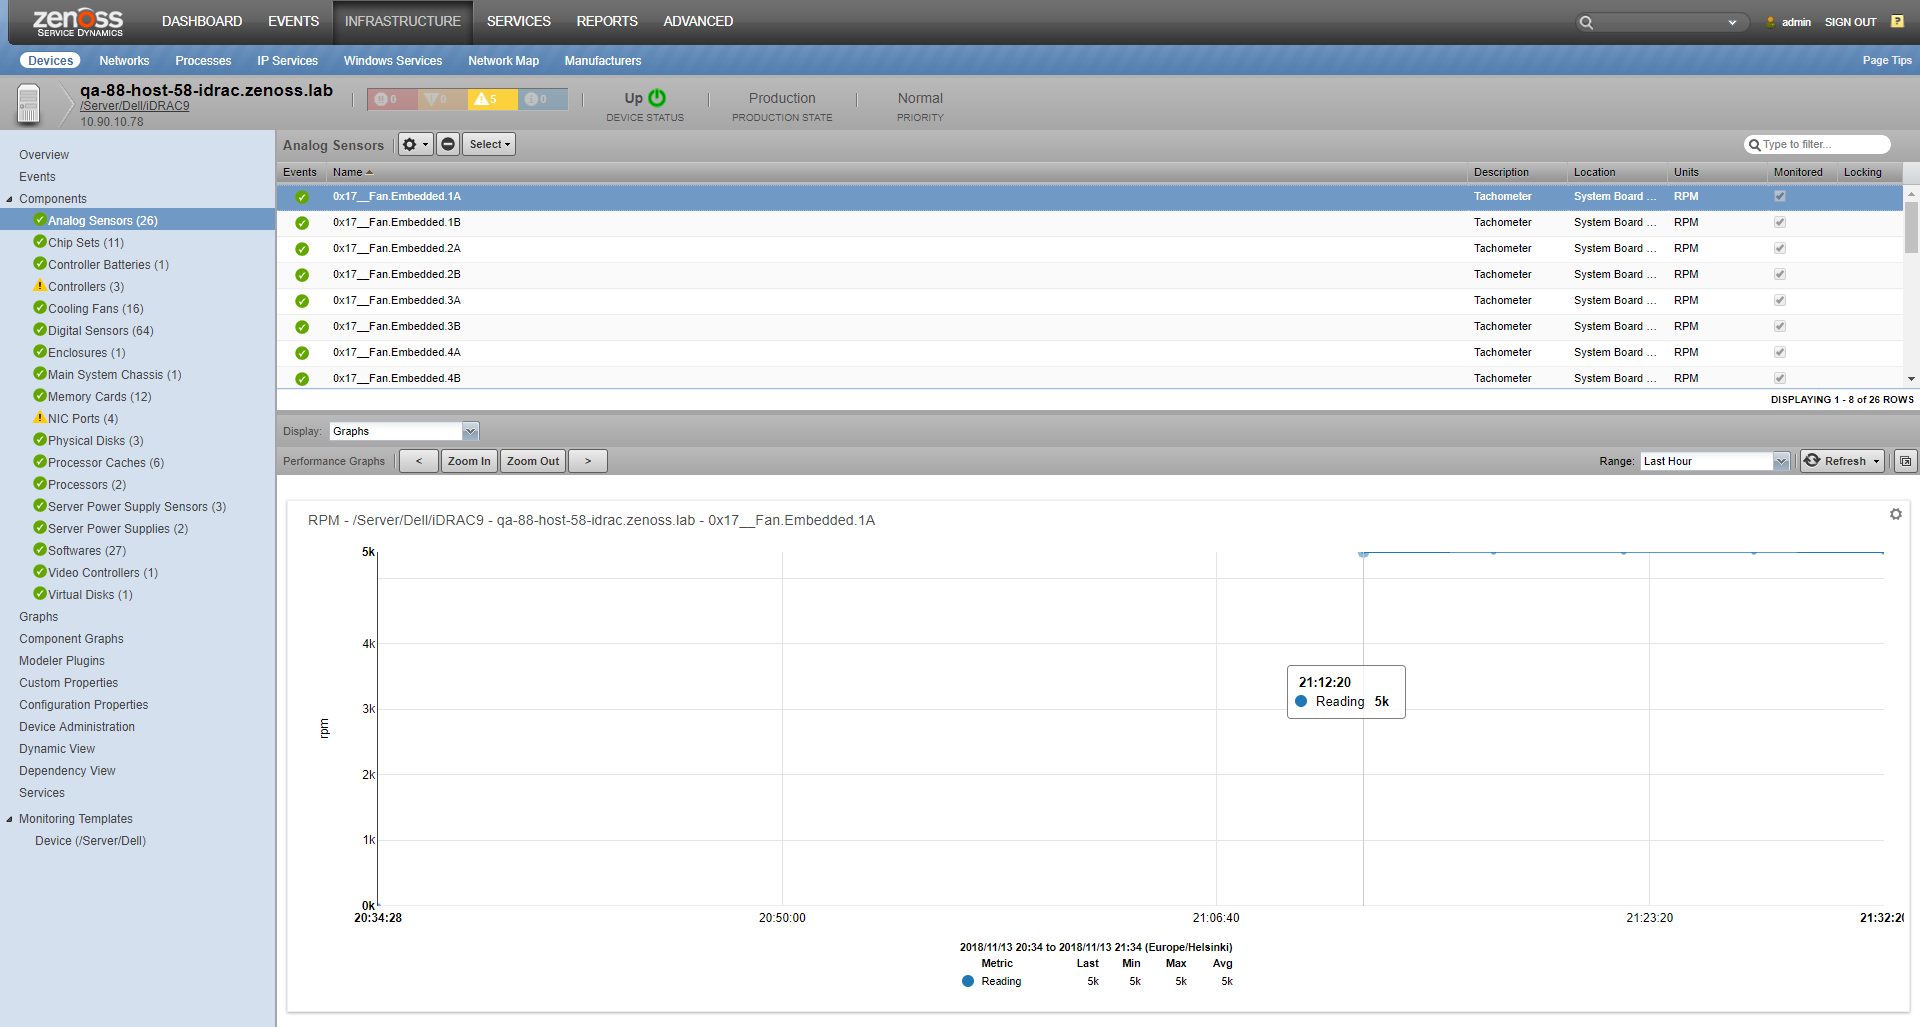 zenoss
SERVICE DYNAMICS
DASHBOARD EVENTS INFRASTRUCTURE SERVICES REPORTS ADVANCED
admin SIGN OUT ?
Devices Networks Processes IP Services Windows Services Network Map Manufacturers Page Tips
qa-88-host-58-idrac.zenoss.lab
/Server/Dell/iDRAC9
10.90.10.78
0 0 5 0
Up
DEVICE STATUS
Production
PRODUCTION STATE
Normal
PRIORITY
Overview
Events
Components
Analog Sensors (26)
Chip Sets (11)
Controller Batteries (1)
Controllers (3)
Cooling Fans (16)
Digital Sensors (64)
Enclosures (1)
Main System Chassis (1)
Memory Cards (12)
NIC Ports (4)
Physical Disks (3)
Processor Caches (6)
Processors (2)
Server Power Supply Sensors (3)
Server Power Supplies (2)
Softwares (27)
Video Controllers (1)
Virtual Disks (1)
Graphs
Component Graphs
Modeler Plugins
Custom Properties
Configuration Properties
Device Administration
Dynamic View
Dependency View
Services
Monitoring Templates
Device (/Server/Dell)
Analog Sensors Select Type to filter...
Events Name Description Location Units Monitored Locking
0x17__Fan.Embedded.1A Tachometer System Board ... RPM
0x17__Fan.Embedded.1B Tachometer System Board ... RPM
0x17__Fan.Embedded.2A Tachometer System Board ... RPM
0x17__Fan.Embedded.2B Tachometer System Board ... RPM
0x17__Fan.Embedded.3A Tachometer System Board ... RPM
0x17__Fan.Embedded.3B Tachometer System Board ... RPM
0x17__Fan.Embedded.4A Tachometer System Board ... RPM
0x17__Fan.Embedded.4B Tachometer System Board ... RPM
DISPLAYING 1 - 8 of 26 ROWS
Display: Graphs
Performance Graphs < Zoom In Zoom Out > Range: Last Hour Refresh
RPM - /Server/Dell/iDRAC9 - qa-88-host-58-idrac.zenoss.lab - 0x17__Fan.Embedded.1A
5k
4k
3k
2k
1k
0k
rpm
21:12:20
Reading 5k
20:34:28 20:50:00 21:06:40 21:23:20 21:32:20
2018/11/13 20:34 to 2018/11/13 21:34 (Europe/Helsinki)
Metric Last Min Max Avg
Reading 5k 5k 5k 5k